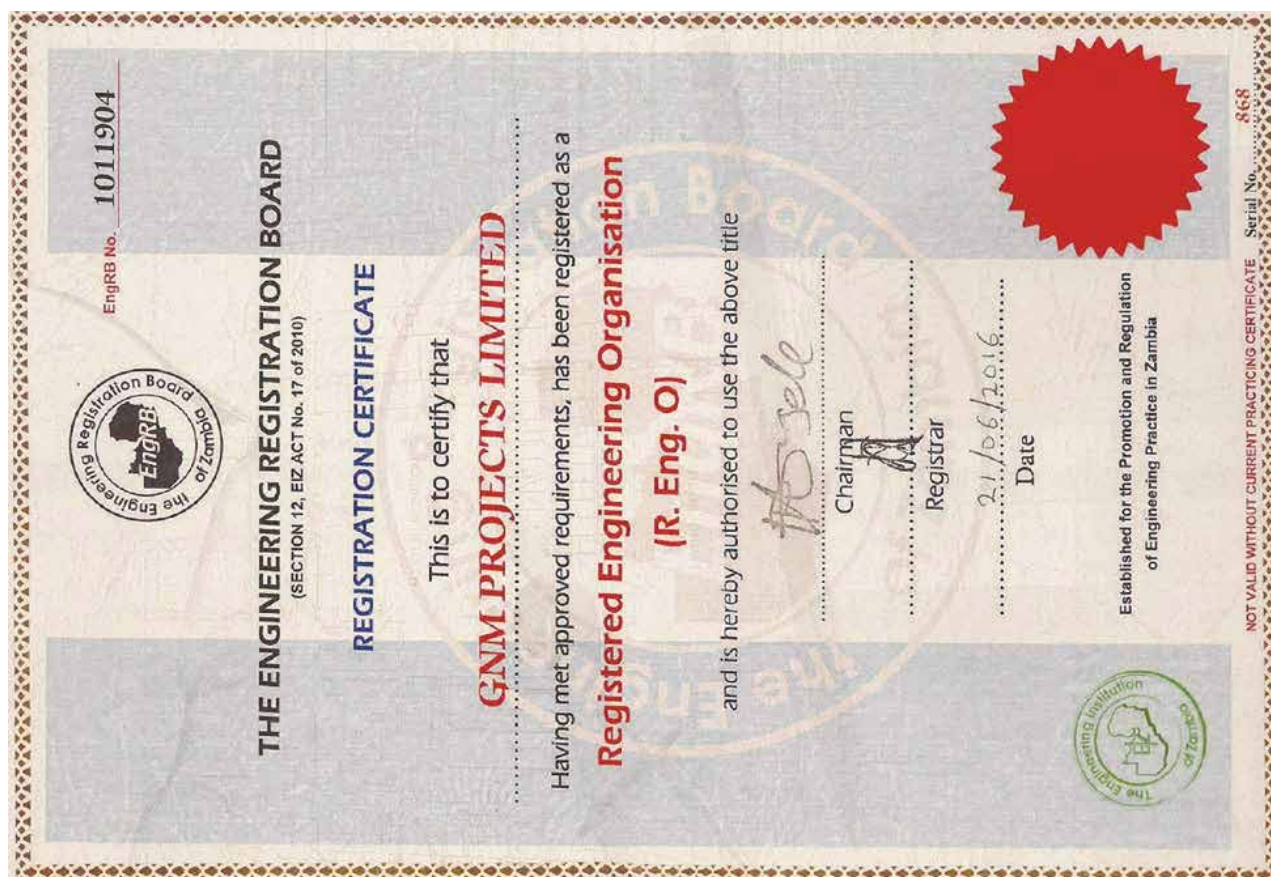 EngRB No. 1011904
The Engineering Registration Board
of Zambia
EngRB
THE ENGINEERING REGISTRATION BOARD
(SECTION 12, EIZ ACT No. 17 of 2010)
REGISTRATION CERTIFICATE
This is to certify that
GNM PROJECTS LIMITED
Having met approved requirements, has been registered as a
Registered Engineering Organisation
(R. Eng. O)
and is hereby authorised to use the above title
Chairman
Registrar
21/06/2016
Date
The Engineering Institution
of Zambia
Established for the Promotion and Regulation
of Engineering Practice in Zambia
NOT VALID WITHOUT CURRENT PRACTICING CERTIFICATE Serial No. 868